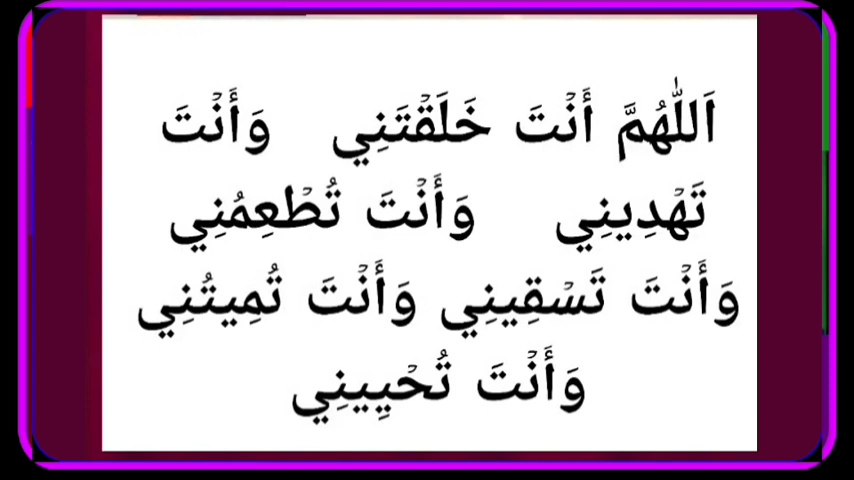 اَللّٰهُمَّ أَنْتَ خَلَقْتَنِي وَأَنْتَ
تَهْدِينِي وَأَنْتَ تُطْعِمُنِي
وَأَنْتَ تَسْقِينِي وَأَنْتَ تُمِيتُنِي
وَأَنْتَ تُحْيِينِي